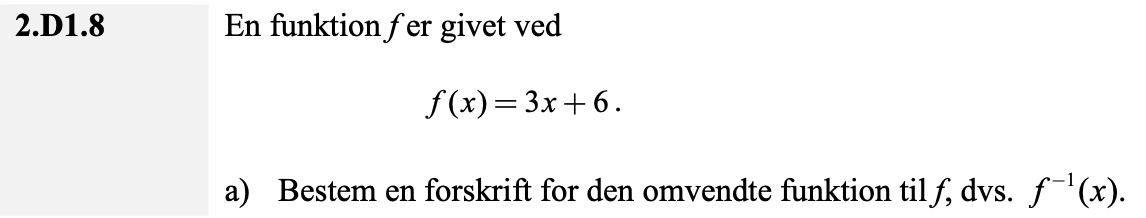 2.D1.8 En funktion f er givet ved
f(x) = 3x + 6.
a) Bestem en forskrift for den omvendte funktion til f, dvs. f⁻¹(x).